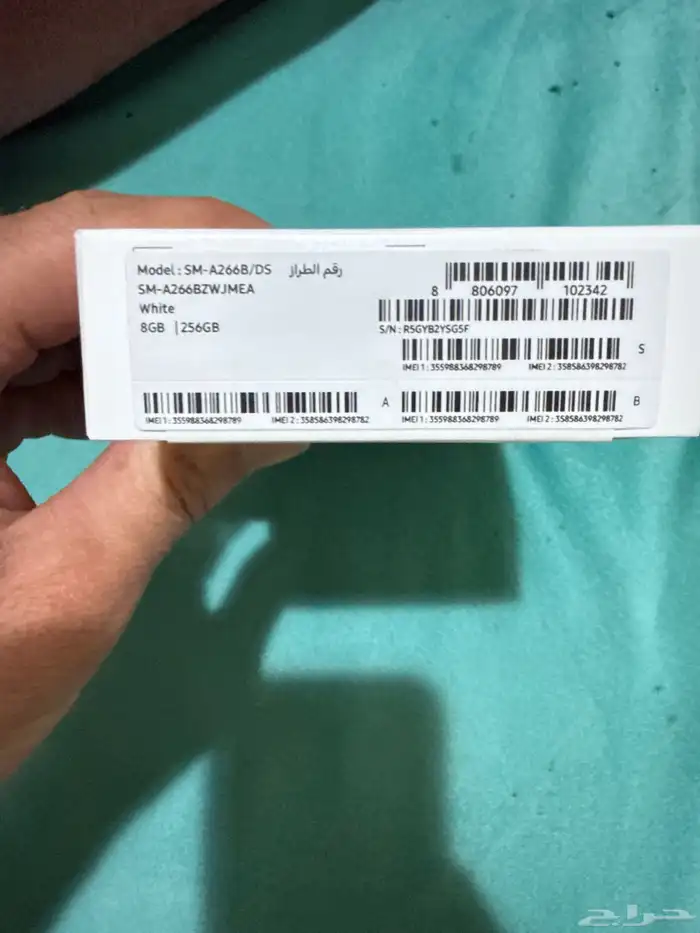 Model : SM-A266B/DS رقم الطراز
SM-A266BZWJMEA
White
8GB | 256GB
8 806097 102342
S/N : R5GYB2YSG5F
S
IMEI 1 : 355988368298789 IMEI 2 : 358586398298782
A
IMEI 1 : 355988368298789 IMEI 2 : 358586398298782
B
IMEI 1 : 355988368298789 IMEI 2 : 358586398298782
حراج